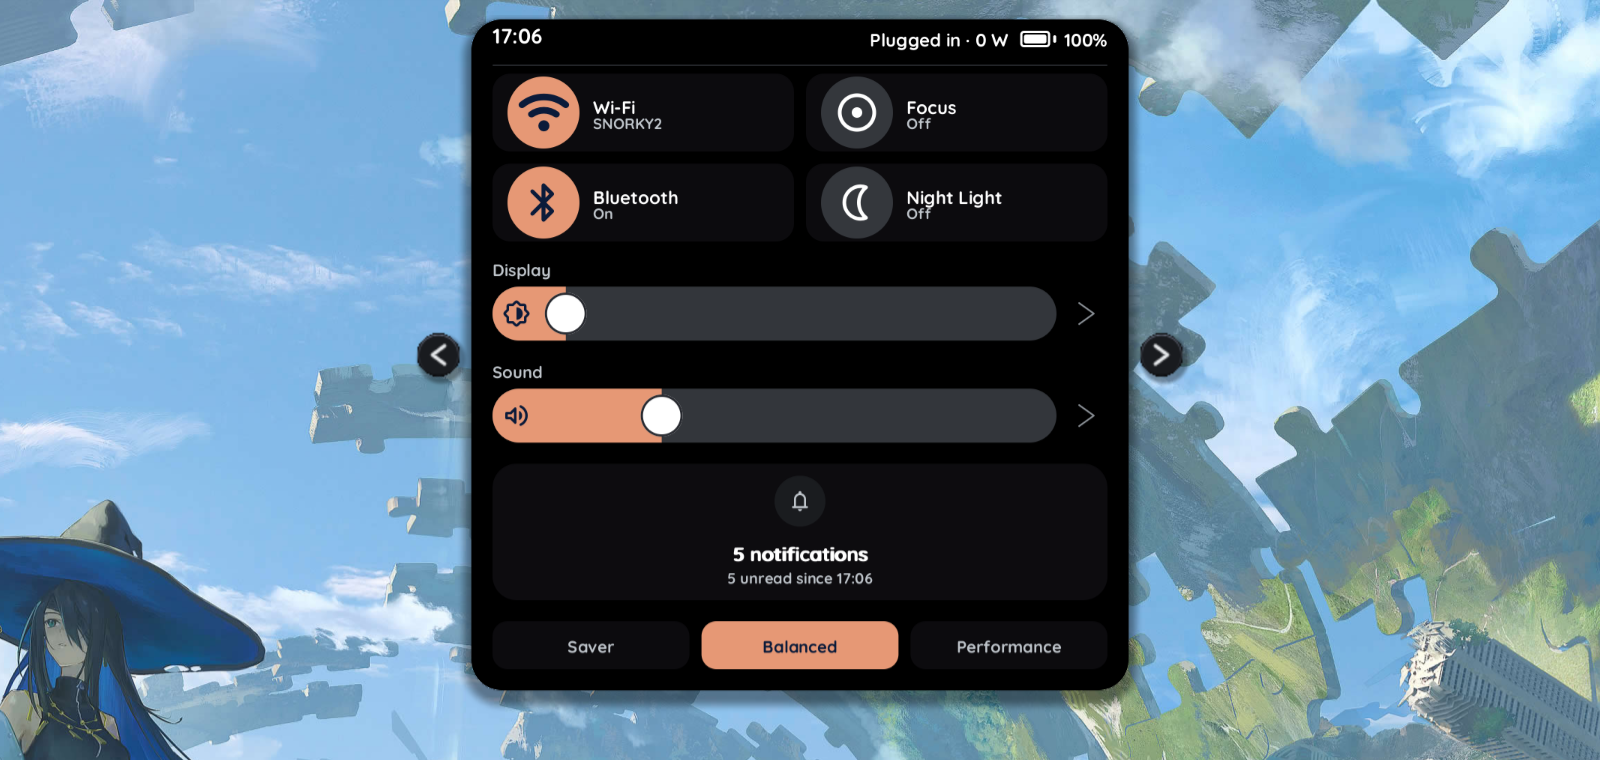 17:06
Plugged in · 0 W 100%
Wi-Fi
SNORKY2
Focus
Off
Bluetooth
On
Night Light
Off
Display
Sound
5 notifications
5 unread since 17:06
Saver
Balanced
Performance